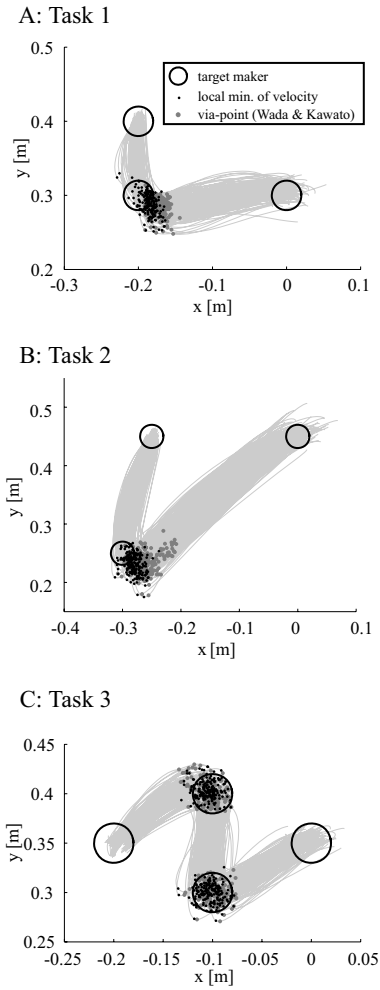 A: Task 1
0.5
target maker
local min. of velocity
via-point (Wada & Kawato)
0.4
y [m]
0.3
0.2
-0.3 -0.2 -0.1 0 0.1
x [m]
B: Task 2
0.5
y [m]
0.4
0.3
0.2
-0.4 -0.3 -0.2 -0.1 0 0.1
x [m]
C: Task 3
0.45
0.4
y [m]
0.35
0.3
0.25
-0.25 -0.2 -0.15 -0.1 -0.05 0 0.05
x [m]